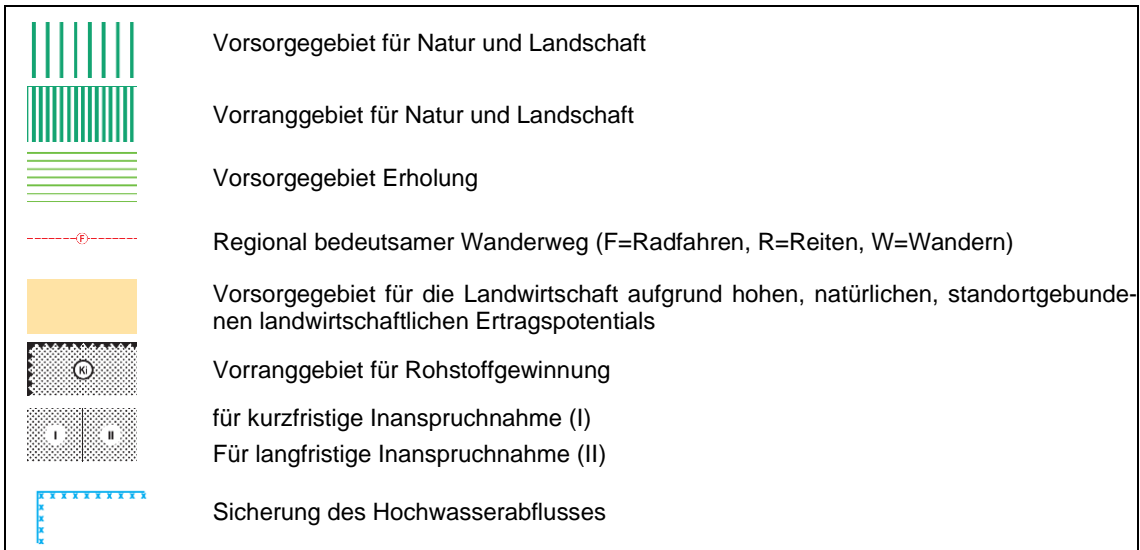 Vorsorgegebiet für Natur und Landschaft
Vorranggebiet für Natur und Landschaft
Vorsorgegebiet Erholung
F
Regional bedeutsamer Wanderweg (F=Radfahren, R=Reiten, W=Wandern)
Vorsorgegebiet für die Landwirtschaft aufgrund hohen, natürlichen, standortgebunde-
nen landwirtschaftlichen Ertragspotentials
Ki
Vorranggebiet für Rohstoffgewinnung
für kurzfristige Inanspruchnahme (I)
I II
Für langfristige Inanspruchnahme (II)
Sicherung des Hochwasserabflusses